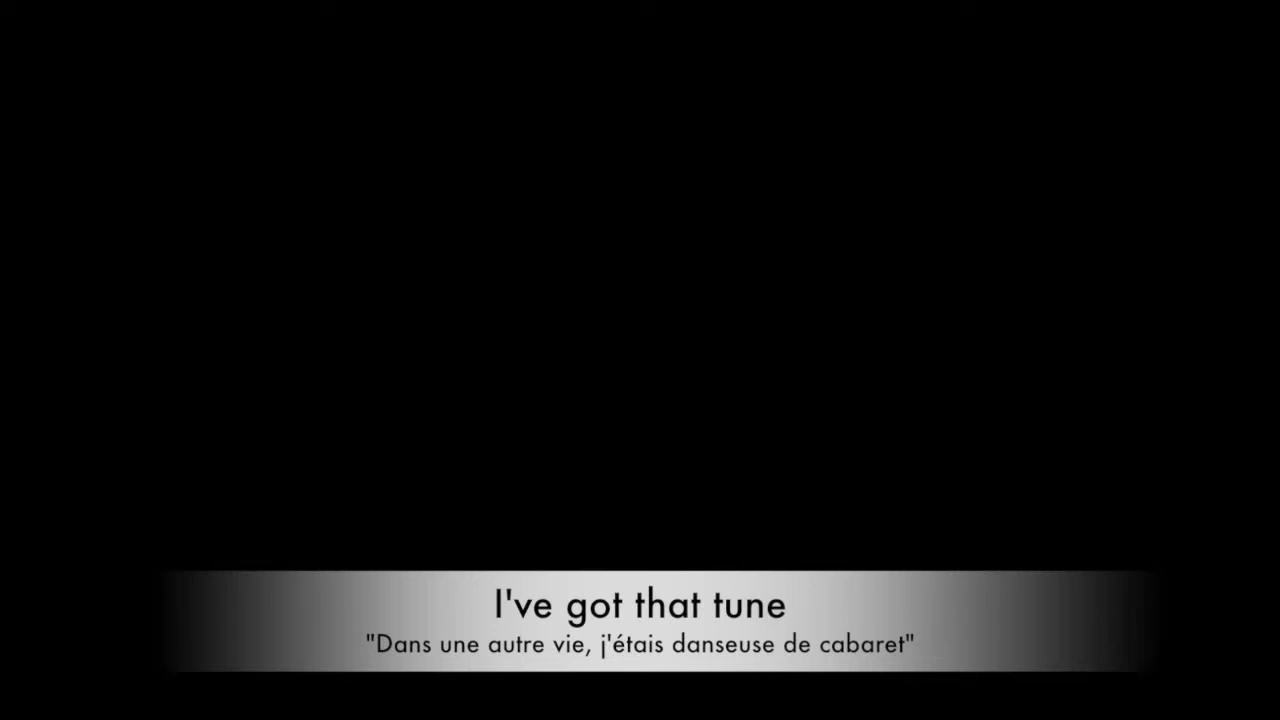 I've got that tune
"Dans une autre vie, j'étais danseuse de cabaret"